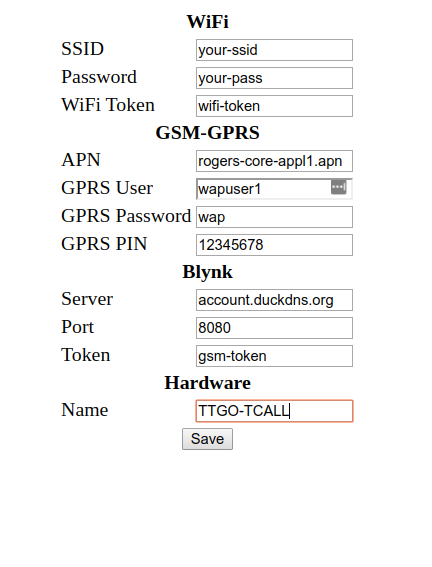 WiFi
SSID your-ssid
Password your-pass
WiFi Token wifi-token
GSM-GPRS
APN rogers-core-appl1.apn
GPRS User wapuser1
GPRS Password wap
GPRS PIN 12345678
Blynk
Server account.duckdns.org
Port 8080
Token gsm-token
Hardware
Name TTGO-TCALL
Save